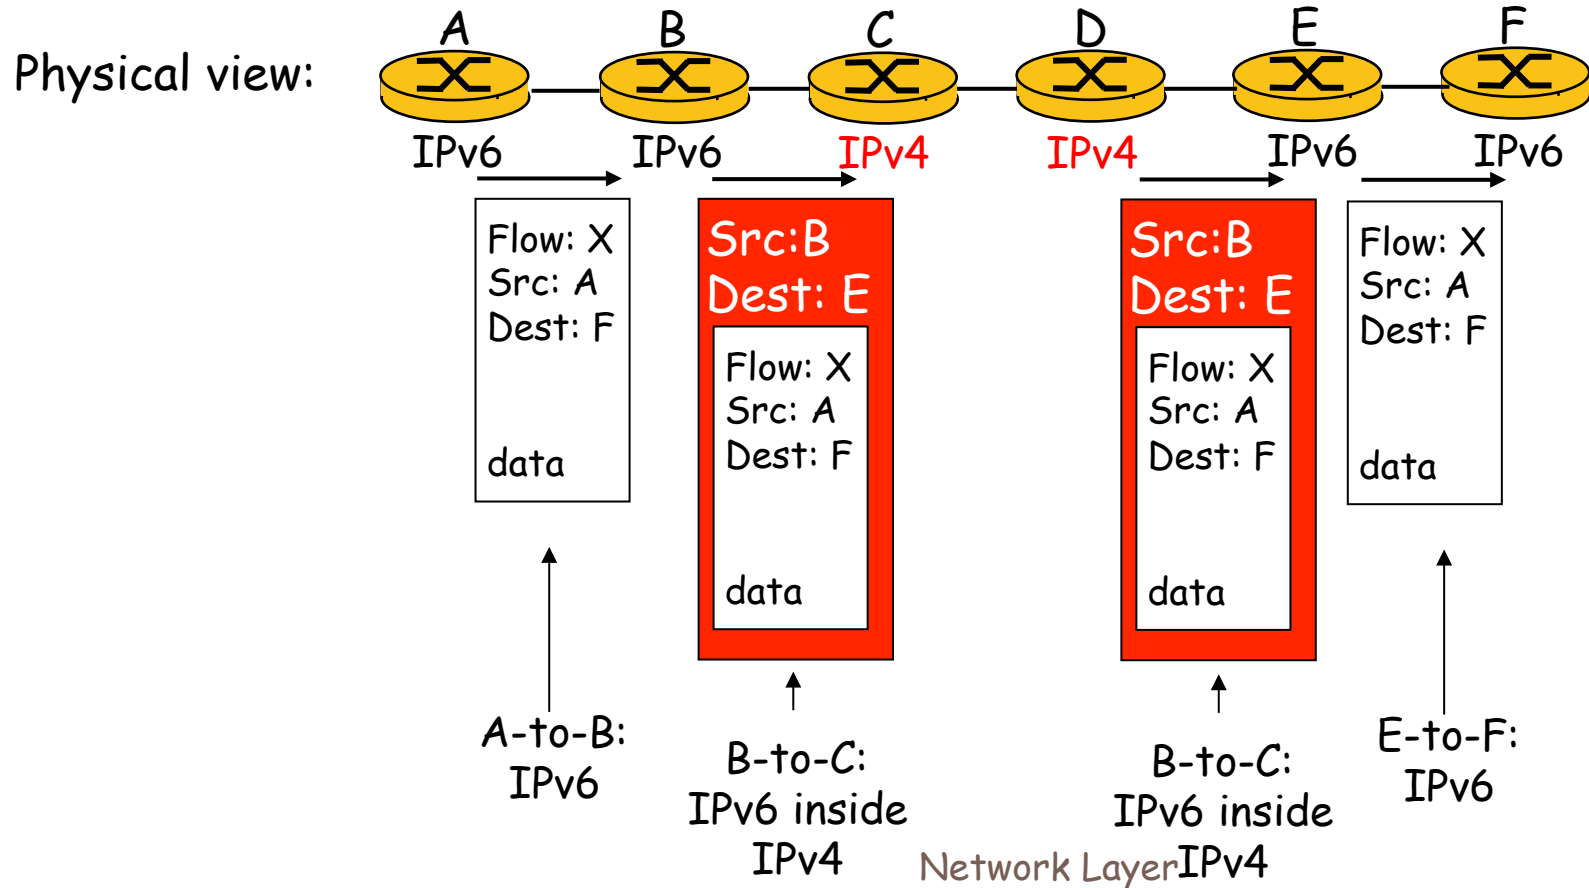 A B C D E F
Physical view:
IPv6 IPv6 IPv4 IPv4 IPv6 IPv6
Flow: X
Src: A
Dest: F
data
Src:B
Dest: E
Flow: X
Src: A
Dest: F
data
Src:B
Dest: E
Flow: X
Src: A
Dest: F
data
Flow: X
Src: A
Dest: F
data
A-to-B:
IPv6
B-to-C:
IPv6 inside
IPv4
B-to-C:
IPv6 inside
IPv4
E-to-F:
IPv6
Network Layer